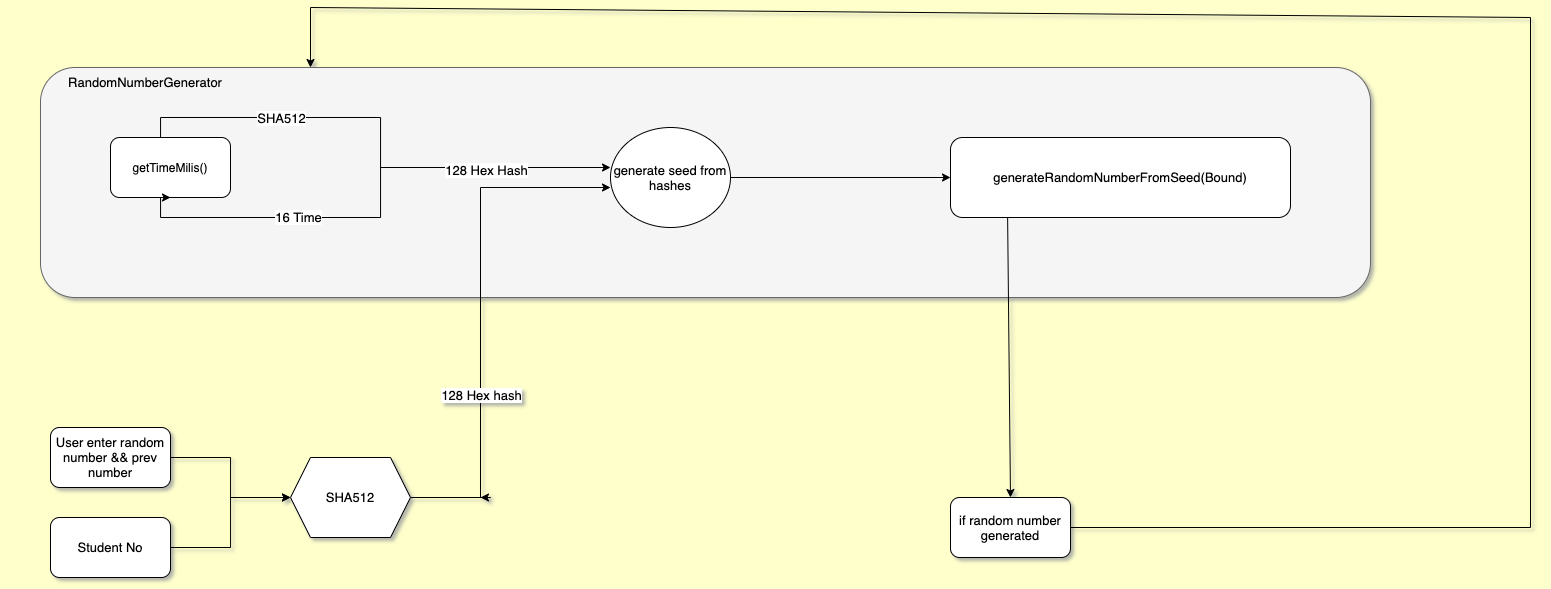 RandomNumberGenerator
SHA512
getTimeMilis()
16 Time
128 Hex Hash
generate seed from
hashes
generateRandomNumberFromSeed(Bound)
128 Hex hash
User enter random
number && prev
number
SHA512
Student No
if random number
generated